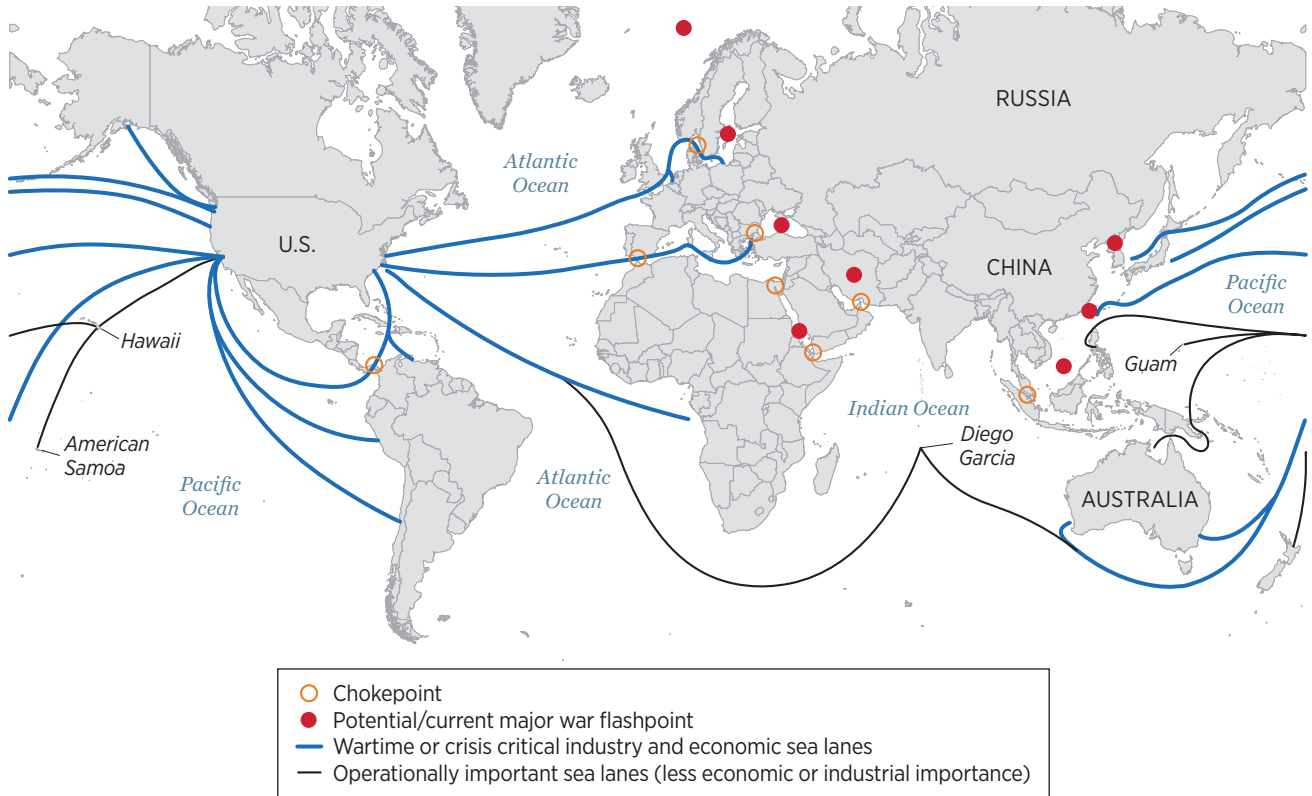 RUSSIA
Atlantic
Ocean
U.S.
CHINA
Pacific
Ocean
Hawaii
Guam
Indian Ocean
Diego
Garcia
American
Samoa
Pacific
Ocean
Atlantic
Ocean
AUSTRALIA
Chokepoint
Potential/current major war flashpoint
Wartime or crisis critical industry and economic sea lanes
Operationally important sea lanes (less economic or industrial importance)